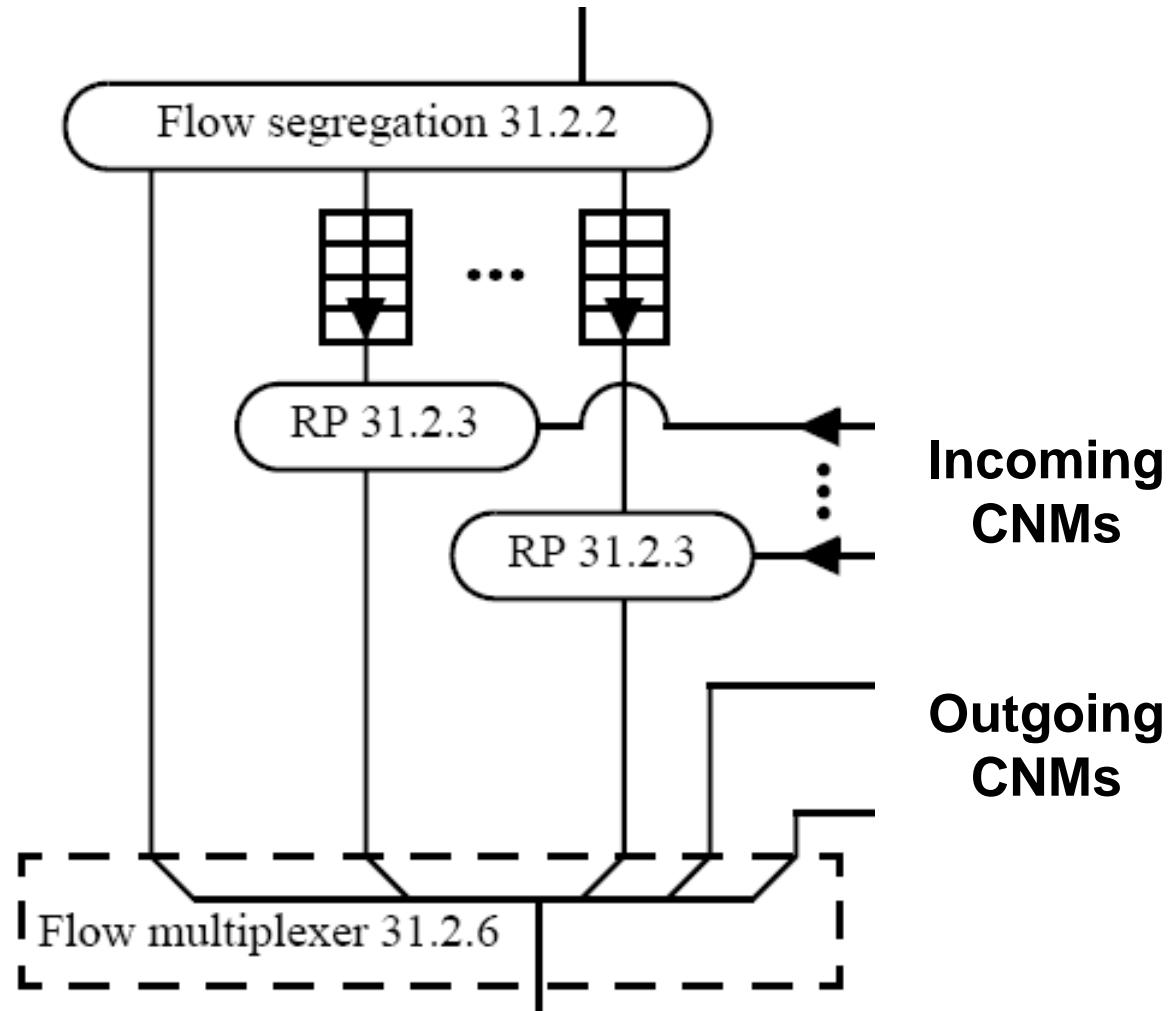 Flow segregation 31.2.2
RP 31.2.3
Incoming
CNMs
RP 31.2.3
Outgoing
CNMs
Flow multiplexer 31.2.6